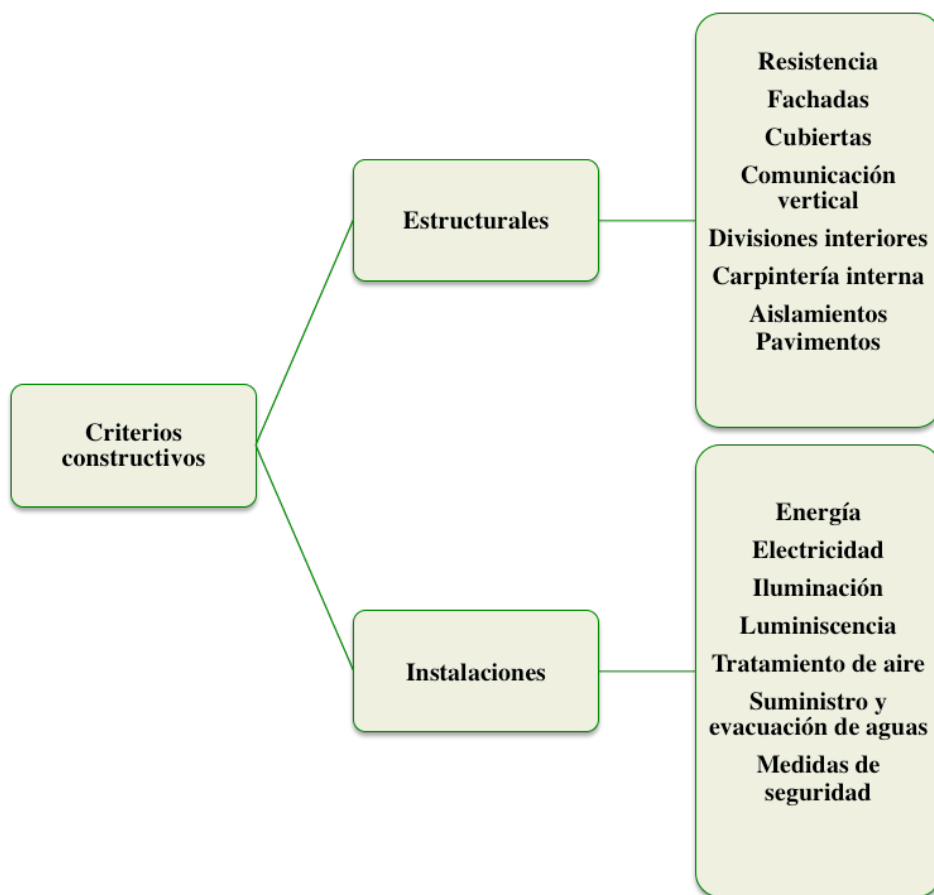 Criterios
constructivos
Estructurales
Resistencia
Fachadas
Cubiertas
Comunicación
vertical
Divisiones interiores
Carpintería interna
Aislamientos
Pavimentos
Instalaciones
Energía
Electricidad
Iluminación
Luminiscencia
Tratamiento de aire
Suministro y
evacuación de aguas
Medidas de
seguridad